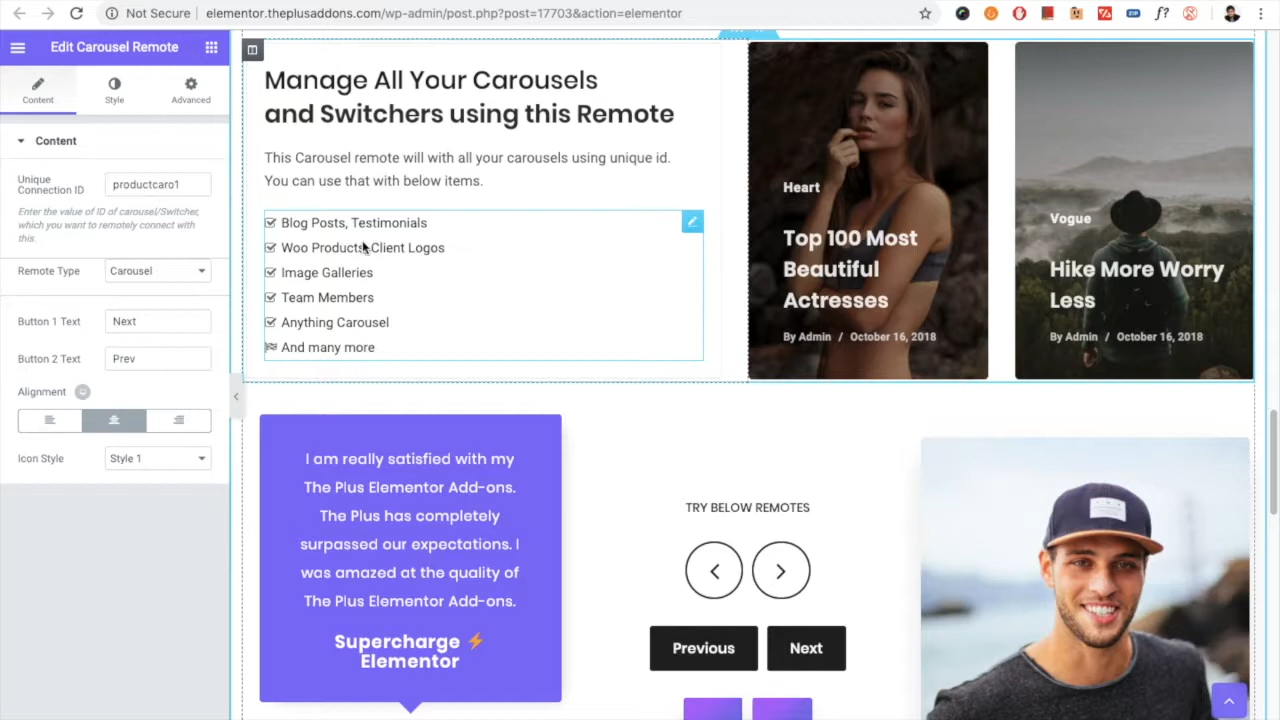 Not Secure
elementor.theplusaddons.com/wp-admin/post.php?post=17703&action=elementor
ZIP
f?
Edit Carousel Remote
Content
Style
Advanced
Content
Unique
Connection ID
productcaro1
Enter the value of ID of carousel/Switcher,
which you want to remotely connect with
this.
Remote Type
Carousel
Button 1 Text
Next
Button 2 Text
Prev
Alignment
Icon Style
Style 1
Manage All Your Carousels
and Switchers using this Remote
This Carousel remote will with all your carousels using unique id.
You can use that with below items.
Blog Posts, Testimonials
Woo Products, Client Logos
Image Galleries
Team Members
Anything Carousel
And many more
Heart
Top 100 Most
Beautiful
Actresses
By Admin / October 16, 2018
Vogue
Hike More Worry
Less
By Admin / October 16, 2018
I am really satisfied with my
The Plus Elementor Add-ons.
The Plus has completely
surpassed our expectations. I
was amazed at the quality of
The Plus Elementor Add-ons.
Supercharge ⚡
Elementor
TRY BELOW REMOTES
Previous
Next